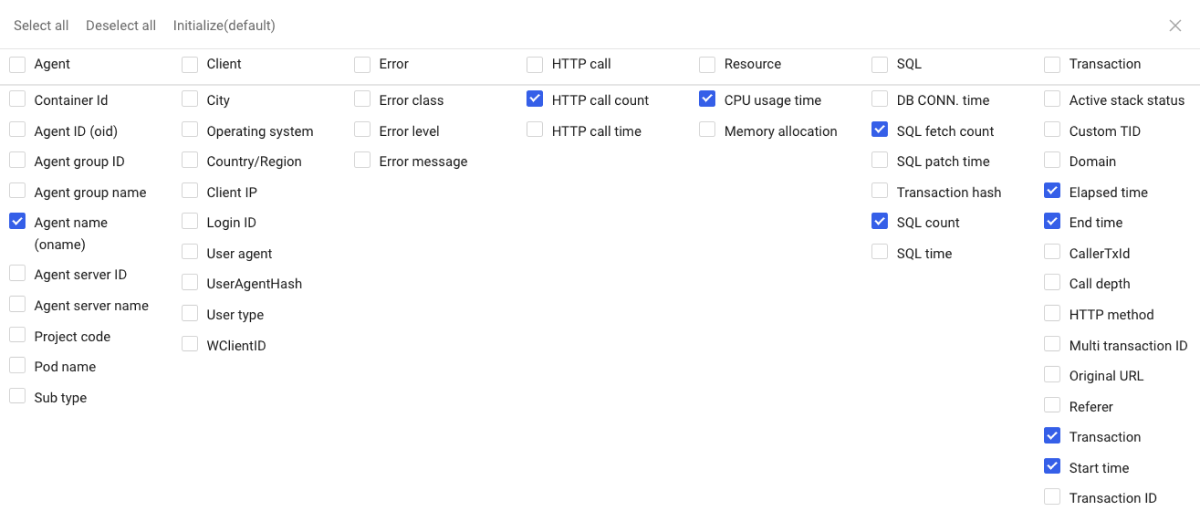 Select all Deselect all Initialize(default)
Agent Client Error HTTP call Resource SQL Transaction
Container Id City Error class HTTP call count CPU usage time DB CONN. time Active stack status
Agent ID (oid) Operating system Error level HTTP call time Memory allocation SQL fetch count Custom TID
Agent group ID Country/Region Error message SQL patch time Domain
Agent group name Client IP Transaction hash Elapsed time
Agent name Login ID SQL count End time
(oname)
User agent SQL time CallerTxId
Agent server ID UserAgentHash Call depth
Agent server name User type HTTP method
Project code WClientID Multi transaction ID
Pod name Original URL
Sub type Referer
Transaction
Start time
Transaction ID